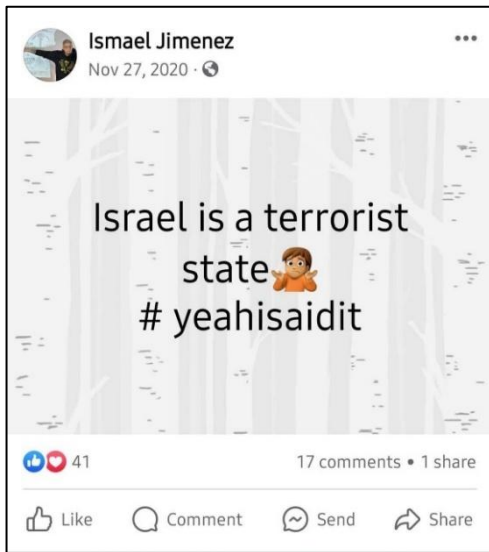 Ismael Jimenez
Nov 27, 2020 ·
Israel is a terrorist
state🤷🏽
# yeahisaidit
41
17 comments • 1 share
Like Comment Send Share